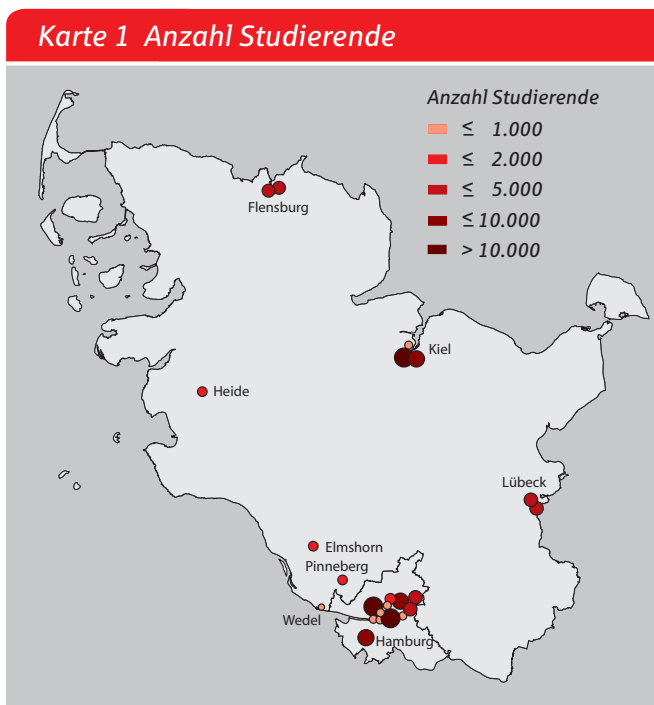 Karte 1 Anzahl Studierende
Anzahl Studierende
≤ 1.000
≤ 2.000
≤ 5.000
≤ 10.000
> 10.000
Flensburg
Kiel
Heide
Lübeck
Elmshorn
Pinneberg
Wedel
Hamburg